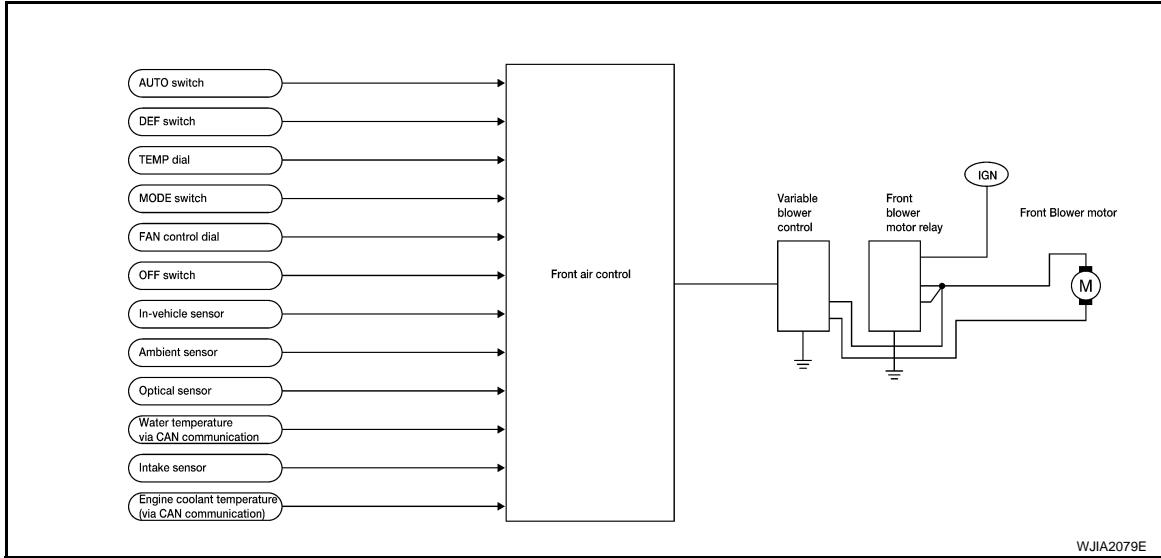 AUTO switch
DEF switch
TEMP dial
MODE switch
FAN control dial
OFF switch
In-vehicle sensor
Ambient sensor
Optical sensor
Water temperature
via CAN communication
Intake sensor
Engine coolant temperature
(via CAN communication)
Front air control
Variable
blower
control
Front
blower
motor relay
IGN
Front Blower motor
M
WJIA2079E